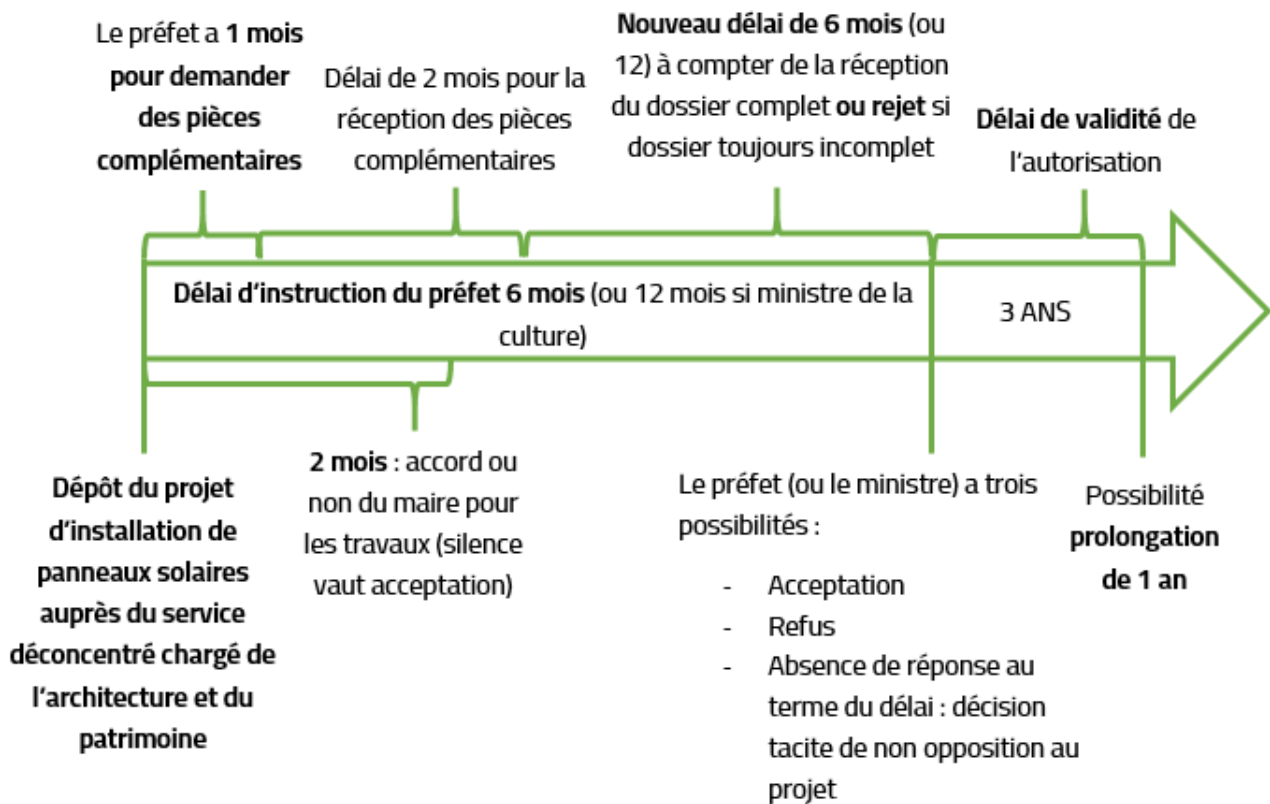 Le préfet a 1 mois
pour demander
des pièces
complémentaires
Délai de 2 mois pour la
réception des pièces
complémentaires
Nouveau délai de 6 mois (ou
12) à compter de la réception
du dossier complet ou rejet si
dossier toujours incomplet
Délai de validité de
l'autorisation
Délai d'instruction du préfet 6 mois (ou 12 mois si ministre de la
culture)
3 ANS
Dépôt du projet
d'installation de
panneaux solaires
auprès du service
déconcentré chargé de
l'architecture et du
patrimoine
2 mois : accord ou
non du maire pour
les travaux (silence
vaut acceptation)
Le préfet (ou le ministre) a trois
possibilités :
- Acceptation
- Refus
- Absence de réponse au
terme du délai : décision
tacite de non opposition au
projet
Possibilité
prolongation
de 1 an